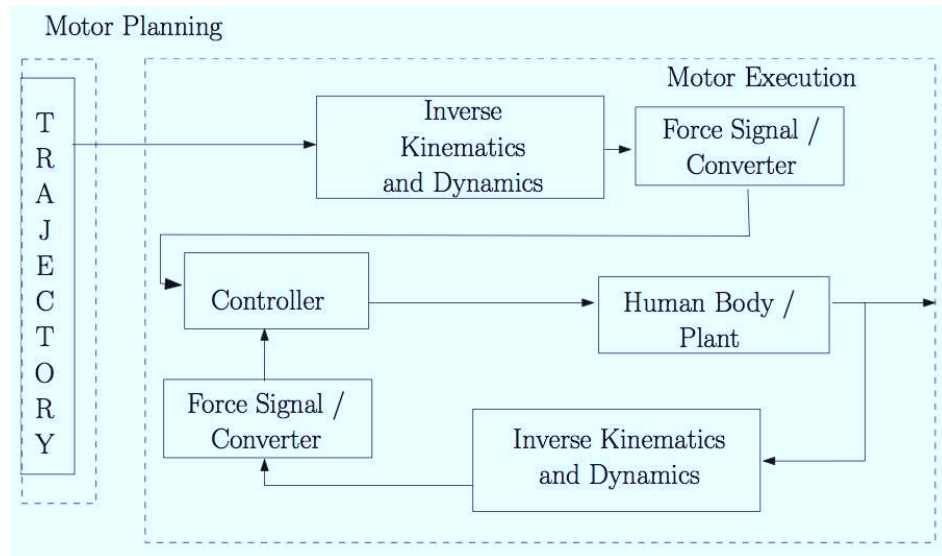 Motor Planning
Motor Execution
T
R
A
J
E
C
T
O
R
Y
Inverse
Kinematics
and Dynamics
Force Signal /
Converter
Controller
Human Body /
Plant
Force Signal /
Converter
Inverse Kinematics
and Dynamics